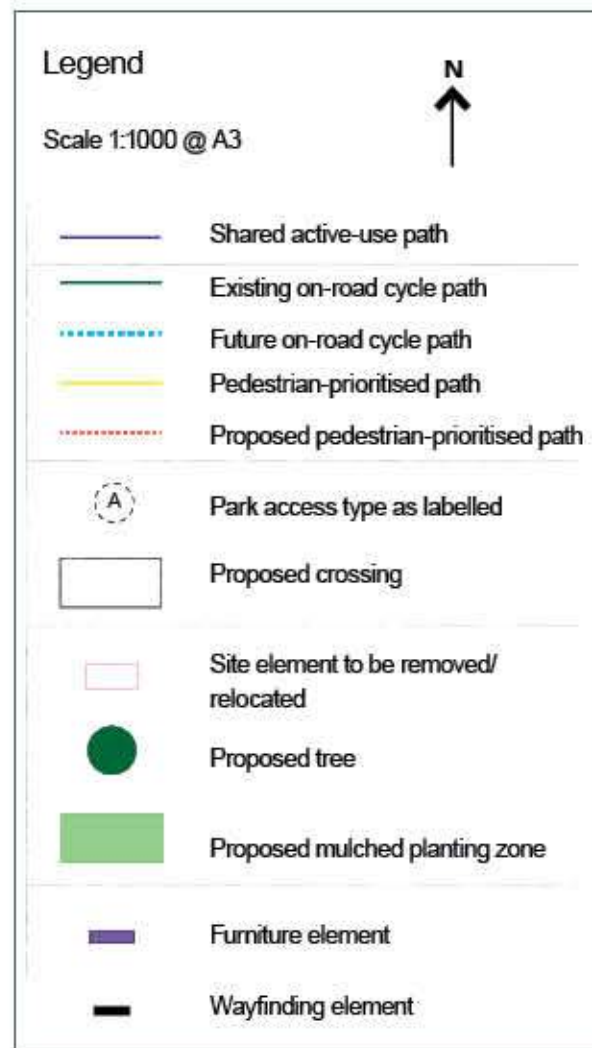 Legend
N
Scale 1:1000 @ A3
Shared active-use path
Existing on-road cycle path
Future on-road cycle path
Pedestrian-prioritised path
Proposed pedestrian-prioritised path
A
Park access type as labelled
Proposed crossing
Site element to be removed/
relocated
Proposed tree
Proposed mulched planting zone
Furniture element
Wayfinding element